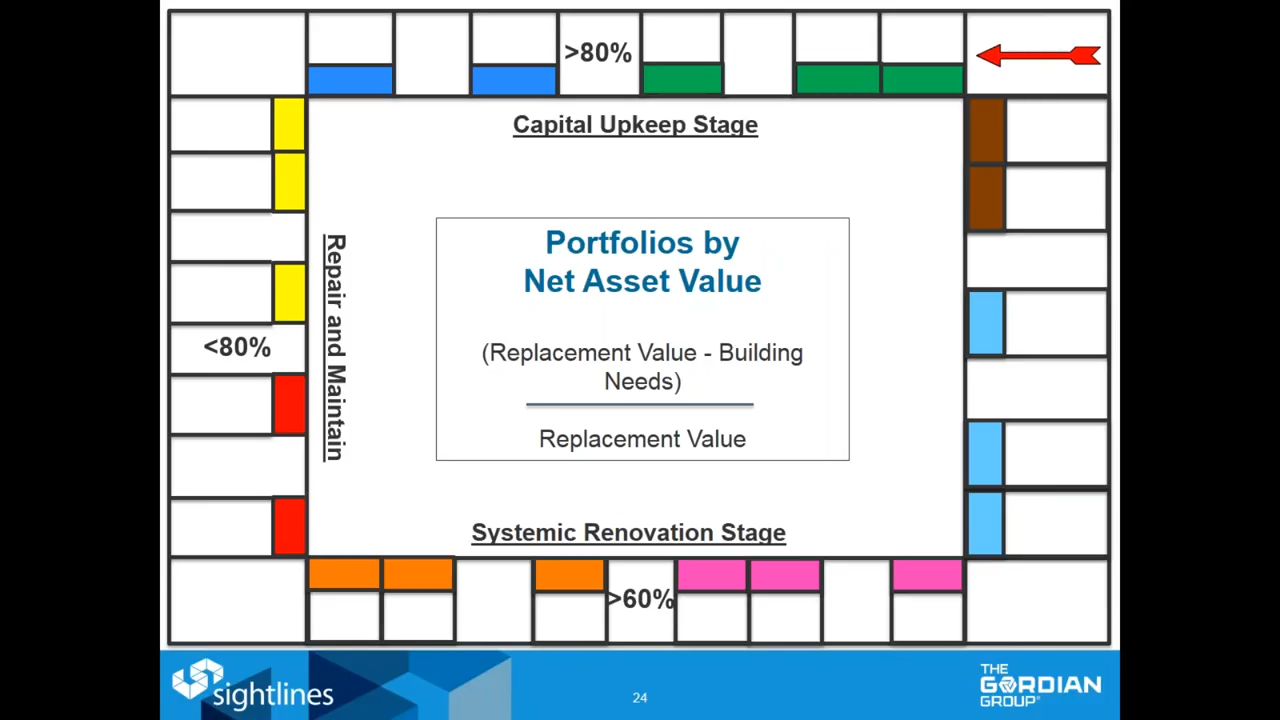 >80%
Capital Upkeep Stage
Portfolios by
Net Asset Value
(Replacement Value - Building
Needs)
Replacement Value
Repair and Maintain
<80%
Systemic Renovation Stage
>60%
sightlines
24
THE
GORDIAN
GROUP®